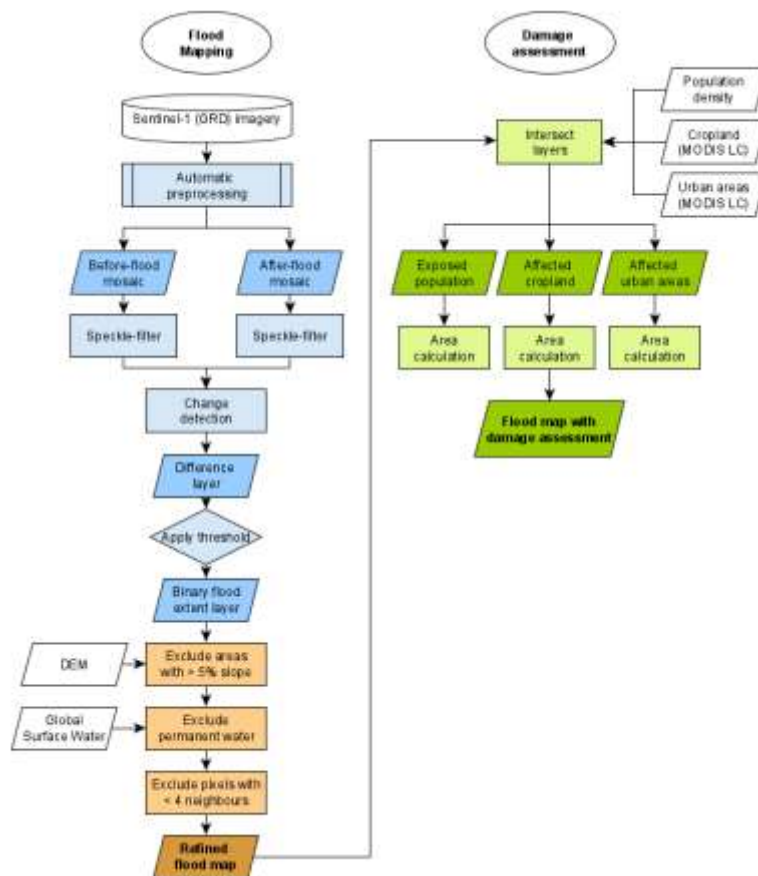 Flood
Mapping
Sentinel-1 (GRD) imagery
Automatic
preprocessing
Before-flood
mosaic
After-flood
mosaic
Speckle-filter
Speckle-filter
Change
detection
Difference
layer
Apply threshold
Binary flood
extent layer
DEM
Exclude areas
with > 5% slope
Global
Surface Water
Exclude
permanent water
Exclude pixels with
< 4 neighbours
Refined
flood map
Damage
assessment
Population
density
Intersect
layers
Cropland
(MODIS LC)
Urban areas
(MODIS LC)
Exposed
population
Affected
cropland
Affected
urban areas
Area
calculation
Area
calculation
Area
calculation
Flood map with
damage assessment